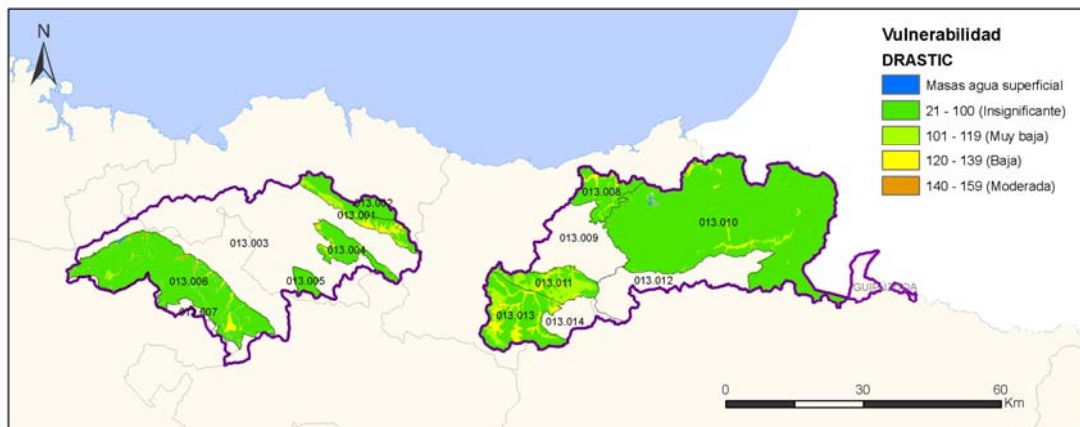 N
Vulnerabilidad
DRASTIC
Masas agua superficial
21 - 100 (Insignificante)
101 - 119 (Muy baja)
120 - 139 (Baja)
140 - 159 (Moderada)
013.002
013.001
013.003
013.004
013.005
013.006
013.007
013.008
013.009
013.010
013.011
013.012
013.013
013.014
GUIPUZCOA
0 30 60
Km